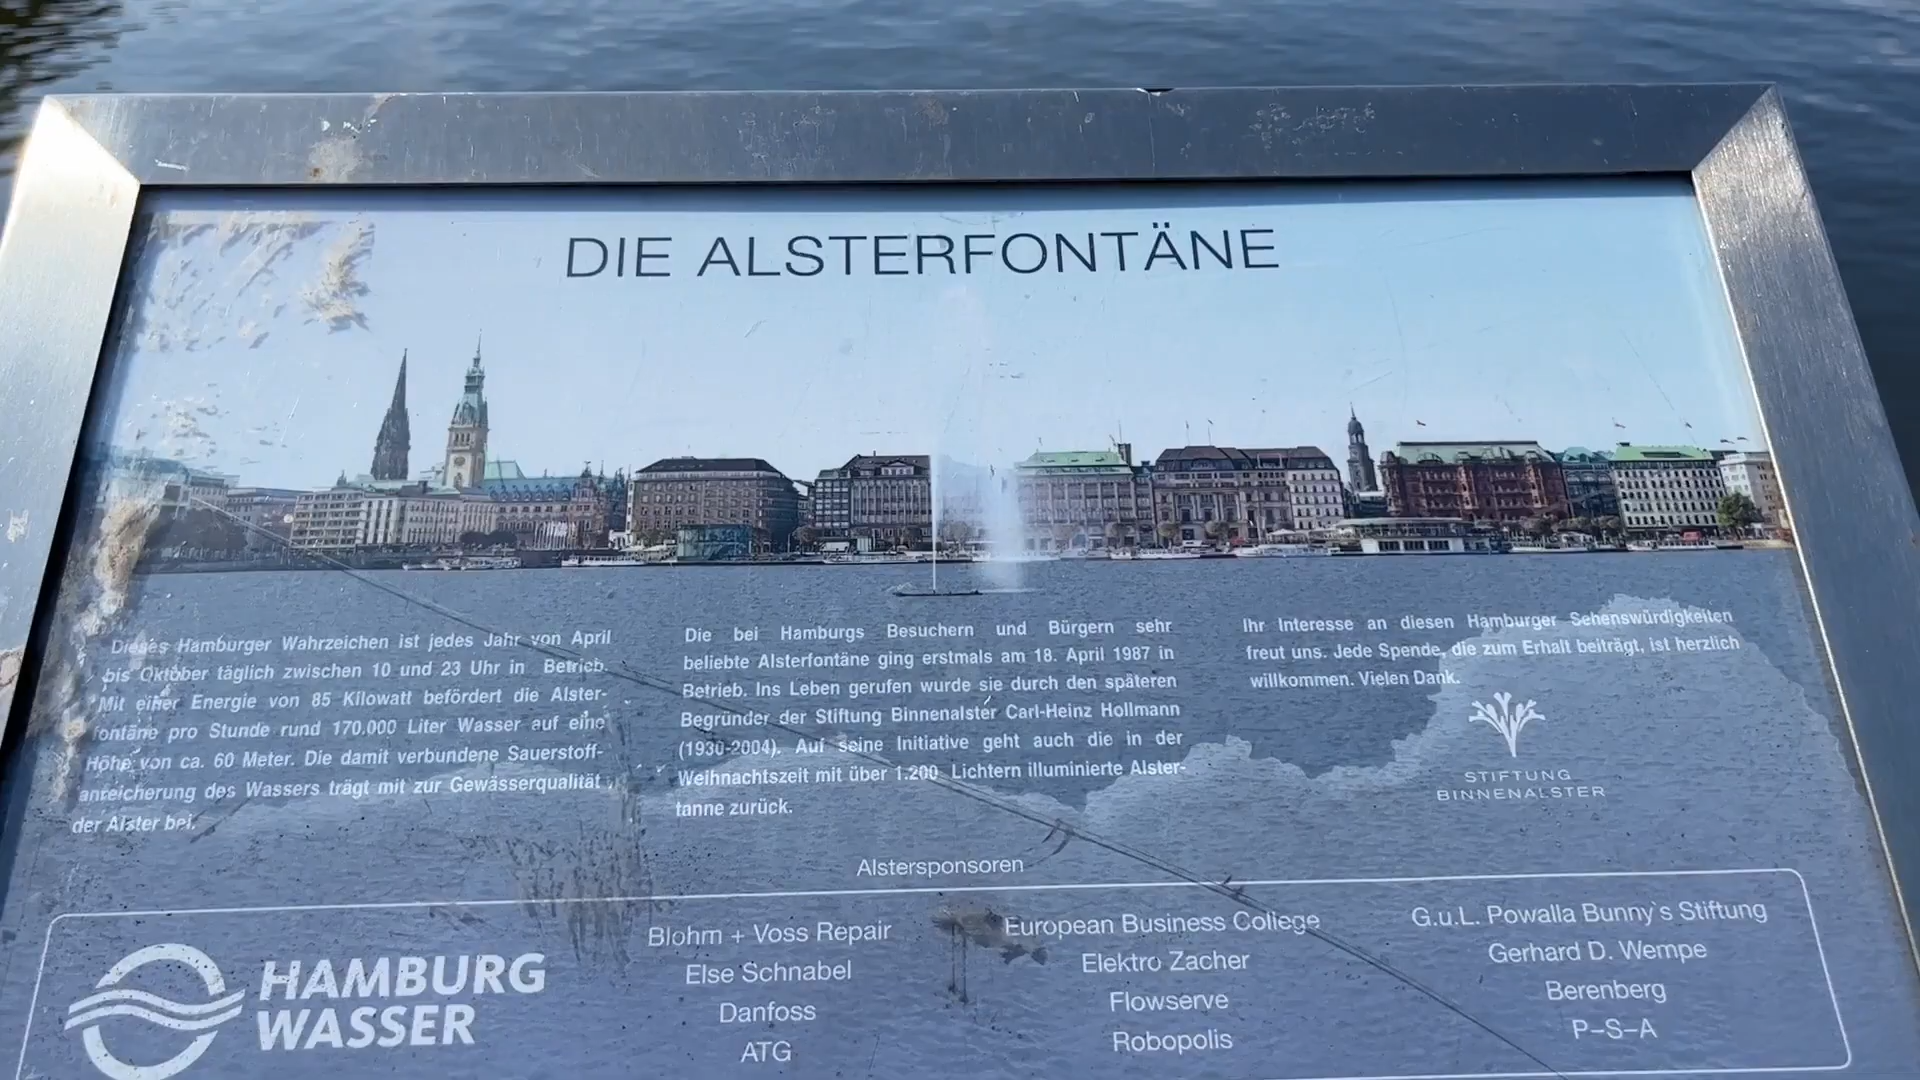 DIE ALSTERFONTÄNE
Dieses Hamburger Wahrzeichen ist jedes Jahr von April
bis Oktober täglich zwischen 10 und 23 Uhr in Betrieb.
Mit einer Energie von 85 Kilowatt befördert die Alster-
fontäne pro Stunde rund 170.000 Liter Wasser auf eine
Höhe von ca. 60 Meter. Die damit verbundene Sauerstoff-
anreicherung des Wassers trägt mit zur Gewässerqualität
der Alster bei.
Die bei Hamburgs Besuchern und Bürgern sehr
beliebte Alsterfontäne ging erstmals am 18. April 1987 in
Betrieb. Ins Leben gerufen wurde sie durch den späteren
Begründer der Stiftung Binnenalster Carl-Heinz Hollmann
(1930-2004). Auf seine Initiative geht auch die in der
Weihnachtszeit mit über 1.200 Lichtern illuminierte Alster-
tanne zurück.
Ihr Interesse an diesen Hamburger Sehenswürdigkeiten
freut uns. Jede Spende, die zum Erhalt beiträgt, ist herzlich
willkommen. Vielen Dank.
STIFTUNG
BINNENALSTER
Alstersponsoren
HAMBURG
WASSER
Blohm + Voss Repair
Else Schnabel
Danfoss
ATG
European Business College
Elektro Zacher
Flowserve
Robopolis
G.u.L. Powalla Bunny`s Stiftung
Gerhard D. Wempe
Berenberg
P-S-A